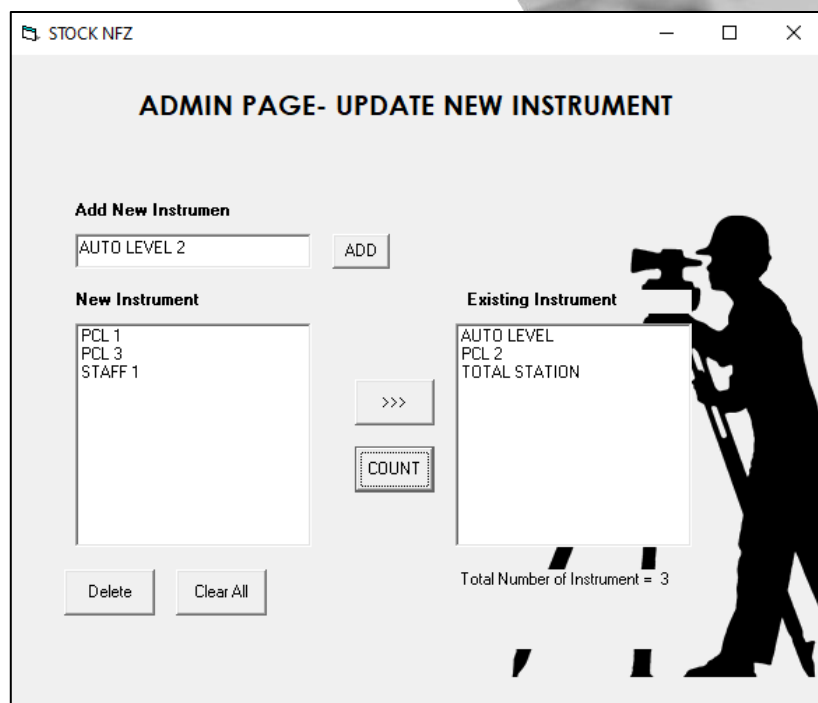 STOCK NFZ
ADMIN PAGE- UPDATE NEW INSTRUMENT
Add New Instrumen
AUTO LEVEL 2
ADD
New Instrument
Existing Instrument
PCL 1
PCL 3
STAFF 1
AUTO LEVEL
PCL 2
TOTAL STATION
>>>
COUNT
Delete
Clear All
Total Number of Instrument = 3